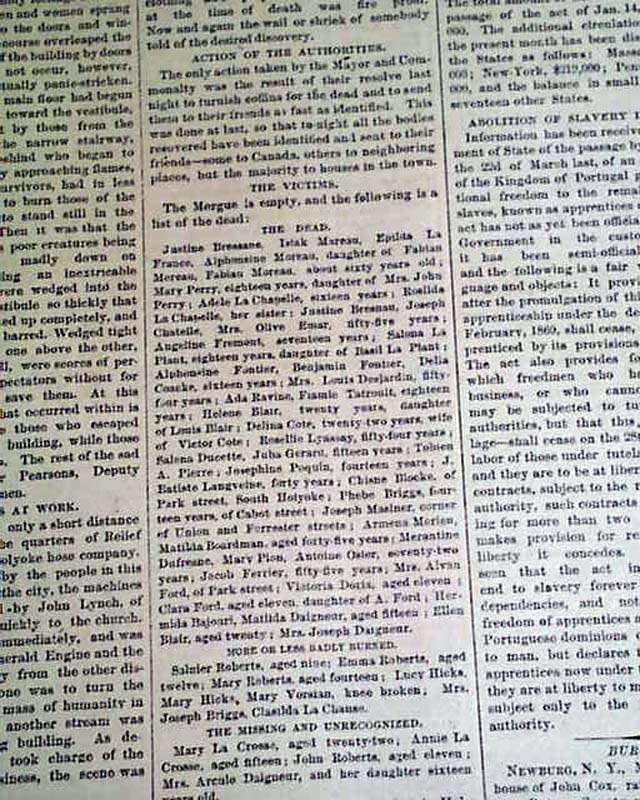 en and women sprang
o the doors and win-
course overleaped the
f the building by doors
not occur, however,
tually panic-stricken.
main floor had begun
toward the vestibule,
t by those from the
he narrow stairway,
behind who began to
y approaching flames,
urvivors, had in less
to burn those of the
to stand still in the
Then it was that the
s poor creatures being
madly down on
ing an inextricable
were wedged into the
stibule so thickly that
ed up completely, and
barred. Wedged tight
one above the other,
ll, were scores of per-
pectators without for
save them. At this
hat occurred within is
those who escaped
building, while those
s. The rest of the sad
r Pearsons, Deputy
men.
S AT WORK.
only a short distance
he quarters of Relief
olyoke hose company.
by the people in this
the city, the machines
by John Lynch, of
uickly to the church.
immediately, and was
erald Engine and the
y from the other dis-
one was to turn the
mass of humanity in
another stream was
g building. As de-
took charge of the
siness, the scene was
at the time of death was fire proof.
Now and again the wail or shriek of somebody
told of the desired discovery.
ACTION OF THE AUTHORITIES.
The only action taken by the Mayor and Com-
monalty was the result of their resolve last
night to furnish coffins for the dead and to send
them to their friends as fast as identified. This
was done at last, so that to-night all the bodies
recovered have been identified and sent to their
friends—some to Canada, others to neighboring
places, but the majority to houses in the town.
THE VICTIMS.
The Morgue is empty, and the following is a
list of the dead:
THE DEAD.
Justine Bressane, Isiak Mareau, Epilda La
France, Alphonsine Moreau, daughter of Fabian
Mereau, Fabian Moreau, about sixty years old;
Mary Perry, eighteen years, daughter of Mrs. John
Perry; Adele La Chapelle, sixteen years; Rosilda
La Chapelle, her sister; Justine Bresnau, Joseph
Chatelle, Mrs. Olive Emar, fifty-five years;
Angeline Fremont, seventeen years; Salona La
Plant, eighteen years, daughter of Basil La Plant;
Alphonsine Fontier, Benjamin Fontier, Delia
Coache, sixteen years; Mrs. Louis Desjardin, fifty-
four years; Ada Ravine, Fiamie Tatroult, eighteen
years; Helene Blair, twenty years, daughter
of Louis Blair; Delina Cote, twenty-two years, wife
of Victor Cote; Rosellie Lyassay, fifty-four years;
Salena Ducette, Julia Gerard, fifteen years; Tobien
A. Pierre; Josephine Poquin, fourteen years; J.
Batiste Langveine, forty years; Chisne Blocke, of
Park street, South Holyoke; Phebe Briggs, four-
teen years, of Cabot street; Joseph Maslner, corner
of Union and Forrester streets; Armena Morien,
Matilda Boardman, aged forty-five years; Merantine
Dufresne, Mary Pion, Antoine Osier, seventy-two
years; Jacob Ferrier, fifty-five years; Mrs. Alvan
Ford, of Park street; Victoria Doris, aged eleven;
Clara Ford, aged eleven, daughter of A. Ford; Her-
mida Bajouri, Matilda Daigneur, aged fifteen; Ellen
Blair, aged twenty; Mrs. Joseph Daigneur.
MORE OR LESS BADLY BURNED.
Salnier Roberts, aged nine; Emma Roberts, aged
twelve; Mary Roberts, aged fourteen; Lucy Hicks,
Mary Hicks, Mary Vorsian, knee broken; Mrs.
Joseph Briggs, Clasilda La Chause.
THE MISSING AND UNRECOGNIZED.
Mary La Crosse, aged twenty-two; Annie La
Crosse, aged fifteen; John Roberts, aged eleven;
Mrs. Arcule Daigneur, and her daughter sixteen
years old.
passage of the act of Jan. 14
000. The additional circulati
the present month has been dis
the States as follows: Mass
000; New-York, $219,000; Pen
000, and the balance in small
seventeen other States.
ABOLITION OF SLAVERY
Information has been receiv
ment of State of the passage by
the 22d of March last, of an
of the Kingdom of Portugal g
tional freedom to the rema
slaves, known as apprentices
act has not as yet been officia
Government in the custo
it has been semi-official
and the following is a fair
guage and objects: It provi
after the promulgation of th
apprenticeship under the de
February, 1869, shall cease,
prenticed by its provisions
The act also provides fo
which freedmen who ha
business, or who cannot
may be subjected to tu
authorities, but that this,
lage—shall cease on the 29
labor of those under tutel
and they are to be at liber
contracts, subject to the r
authority, such contracts
ing for more than two
makes provision for re
liberty it concedes.
seen that the act in
end to slavery forever
dependencies, and not
freedom of apprentices a
Portuguese dominions
to man, but declares t
apprentices now under
they are at liberty to m
subject only to the
authority.
BUR
NEWBURG, N. Y.,
house of John Cox, ra